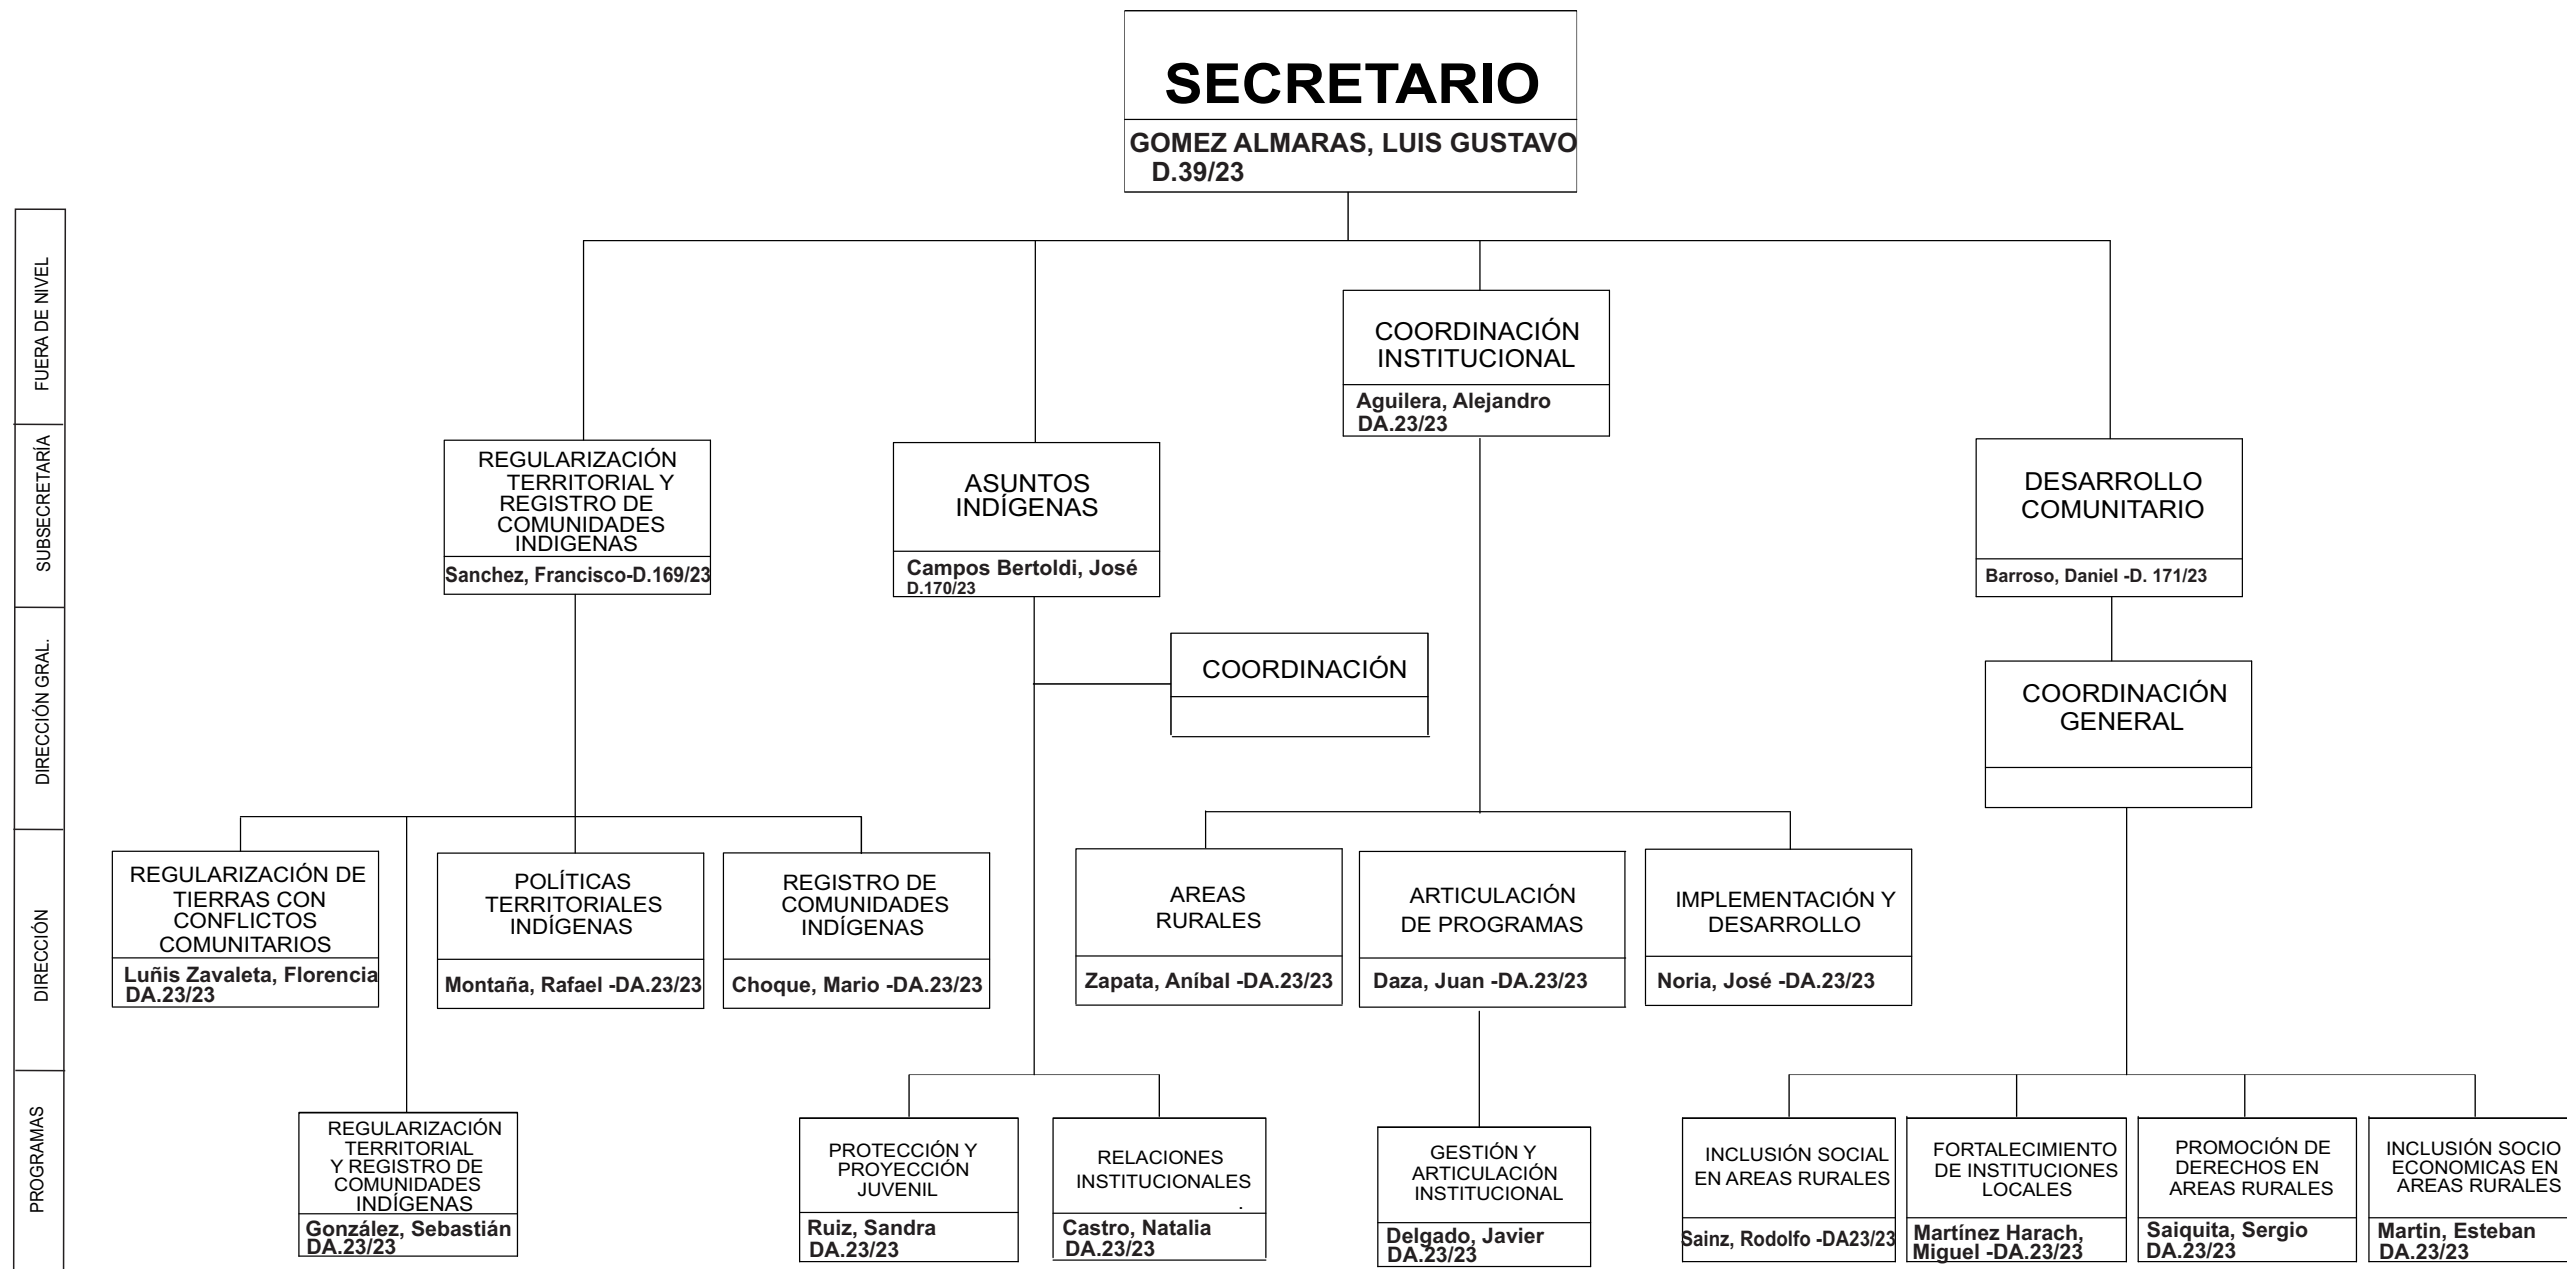 SECRETARIO
GOMEZ ALMARAS, LUIS GUSTAVO
D.39/23
FUERA DE NIVEL
SUBSECRETARÍA
DIRECCIÓN GRAL.
DIRECCIÓN
PROGRAMAS
COORDINACIÓN
INSTITUCIONAL
Aguilera, Alejandro
DA.23/23
REGULARIZACIÓN
TERRITORIAL Y
REGISTRO DE
COMUNIDADES
INDIGENAS
Sanchez, Francisco-D.169/23
ASUNTOS
INDÍGENAS
Campos Bertoldi, José
D.170/23
DESARROLLO
COMUNITARIO
Barroso, Daniel -D. 171/23
COORDINACIÓN
COORDINACIÓN
GENERAL
REGULARIZACIÓN DE
TIERRAS CON
CONFLICTOS
COMUNITARIOS
Luñis Zavaleta, Florencia
DA.23/23
POLÍTICAS
TERRITORIALES
INDÍGENAS
Montaña, Rafael -DA.23/23
REGISTRO DE
COMUNIDADES
INDÍGENAS
Choque, Mario -DA.23/23
AREAS
RURALES
Zapata, Aníbal -DA.23/23
ARTICULACIÓN
DE PROGRAMAS
Daza, Juan -DA.23/23
IMPLEMENTACIÓN Y
DESARROLLO
Noria, José -DA.23/23
REGULARIZACIÓN
TERRITORIAL
Y REGISTRO DE
COMUNIDADES
INDÍGENAS
González, Sebastián
DA.23/23
PROTECCIÓN Y
PROYECCIÓN
JUVENIL
Ruiz, Sandra
DA.23/23
RELACIONES
INSTITUCIONALES
.
Castro, Natalia
DA.23/23
GESTIÓN Y
ARTICULACIÓN
INSTITUCIONAL
Delgado, Javier
DA.23/23
INCLUSIÓN SOCIAL
EN AREAS RURALES
Sainz, Rodolfo -DA23/23
FORTALECIMIENTO
DE INSTITUCIONES
LOCALES
Martínez Harach,
Miguel -DA.23/23
PROMOCIÓN DE
DERECHOS EN
AREAS RURALES
Saiquita, Sergio
DA.23/23
INCLUSIÓN SOCIO
ECONOMICAS EN
AREAS RURALES
Martin, Esteban
DA.23/23